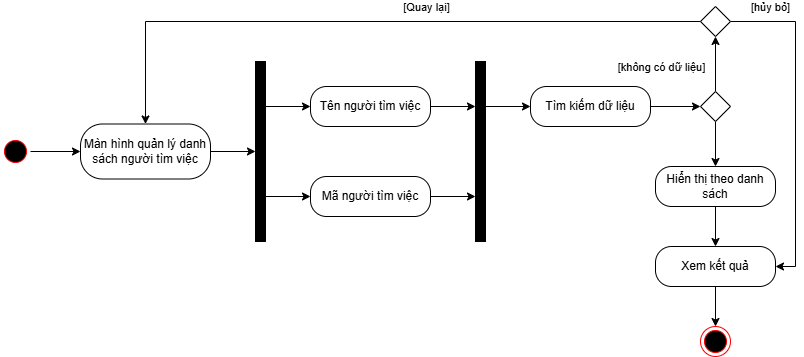 [Quay lại]
[hủy bỏ]
[không có dữ liệu]
Màn hình quản lý danh
sách người tìm việc
Tên người tìm việc
Tìm kiếm dữ liệu
Mã người tìm việc
Hiển thị theo danh
sách
Xem kết quả